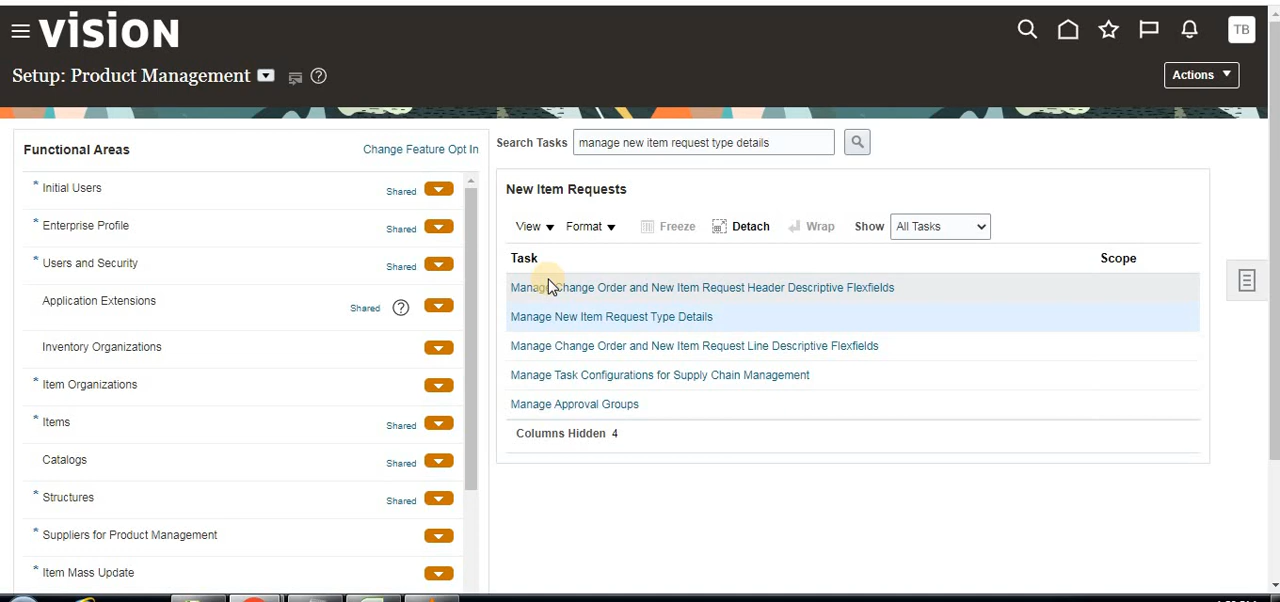 VISION
TB
Setup: Product Management
Actions
Functional Areas
Change Feature Opt In
* Initial Users Shared
* Enterprise Profile Shared
* Users and Security Shared
Application Extensions Shared
Inventory Organizations
* Item Organizations
* Items Shared
Catalogs Shared
* Structures Shared
* Suppliers for Product Management
* Item Mass Update
Search Tasks manage new item request type details
New Item Requests
View Format Freeze Detach Wrap Show All Tasks
Task Scope
Manage Change Order and New Item Request Header Descriptive Flexfields
Manage New Item Request Type Details
Manage Change Order and New Item Request Line Descriptive Flexfields
Manage Task Configurations for Supply Chain Management
Manage Approval Groups
Columns Hidden 4